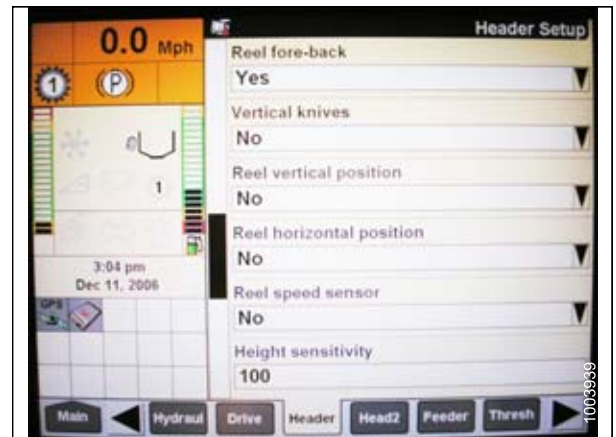 0.0 Mph
Header Setup
1
(P)
Reel fore-back
Yes
Vertical knives
No
Reel vertical position
No
1
Reel horizontal position
No
3:04 pm
Dec 11, 2006
Reel speed sensor
No
GPS
Height sensitivity
100
Main
Hydraul
Drive
Header
Head2
Feeder
Thresh
1003939